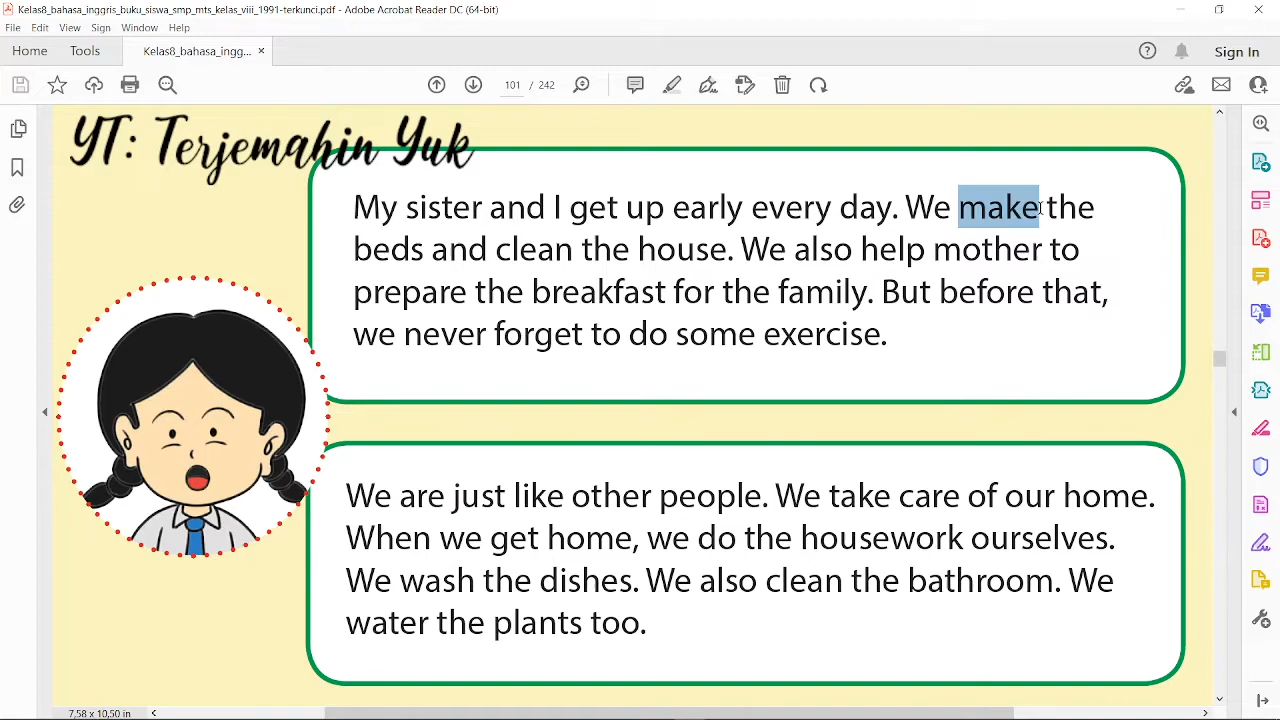 Kelas8_bahasa_inggris_buku_siswa_smp_mts_kelas_viii_1991-terkunci.pdf - Adobe Acrobat Reader DC (64-bit)
File Edit View Sign Window Help
Home Tools Kelas8_bahasa_ingg... × Sign In
101 / 242
YT: Terjemahin Yuk
My sister and I get up early every day. We make the
beds and clean the house. We also help mother to
prepare the breakfast for the family. But before that,
we never forget to do some exercise.
We are just like other people. We take care of our home.
When we get home, we do the housework ourselves.
We wash the dishes. We also clean the bathroom. We
water the plants too.
7,58 x 10,50 in